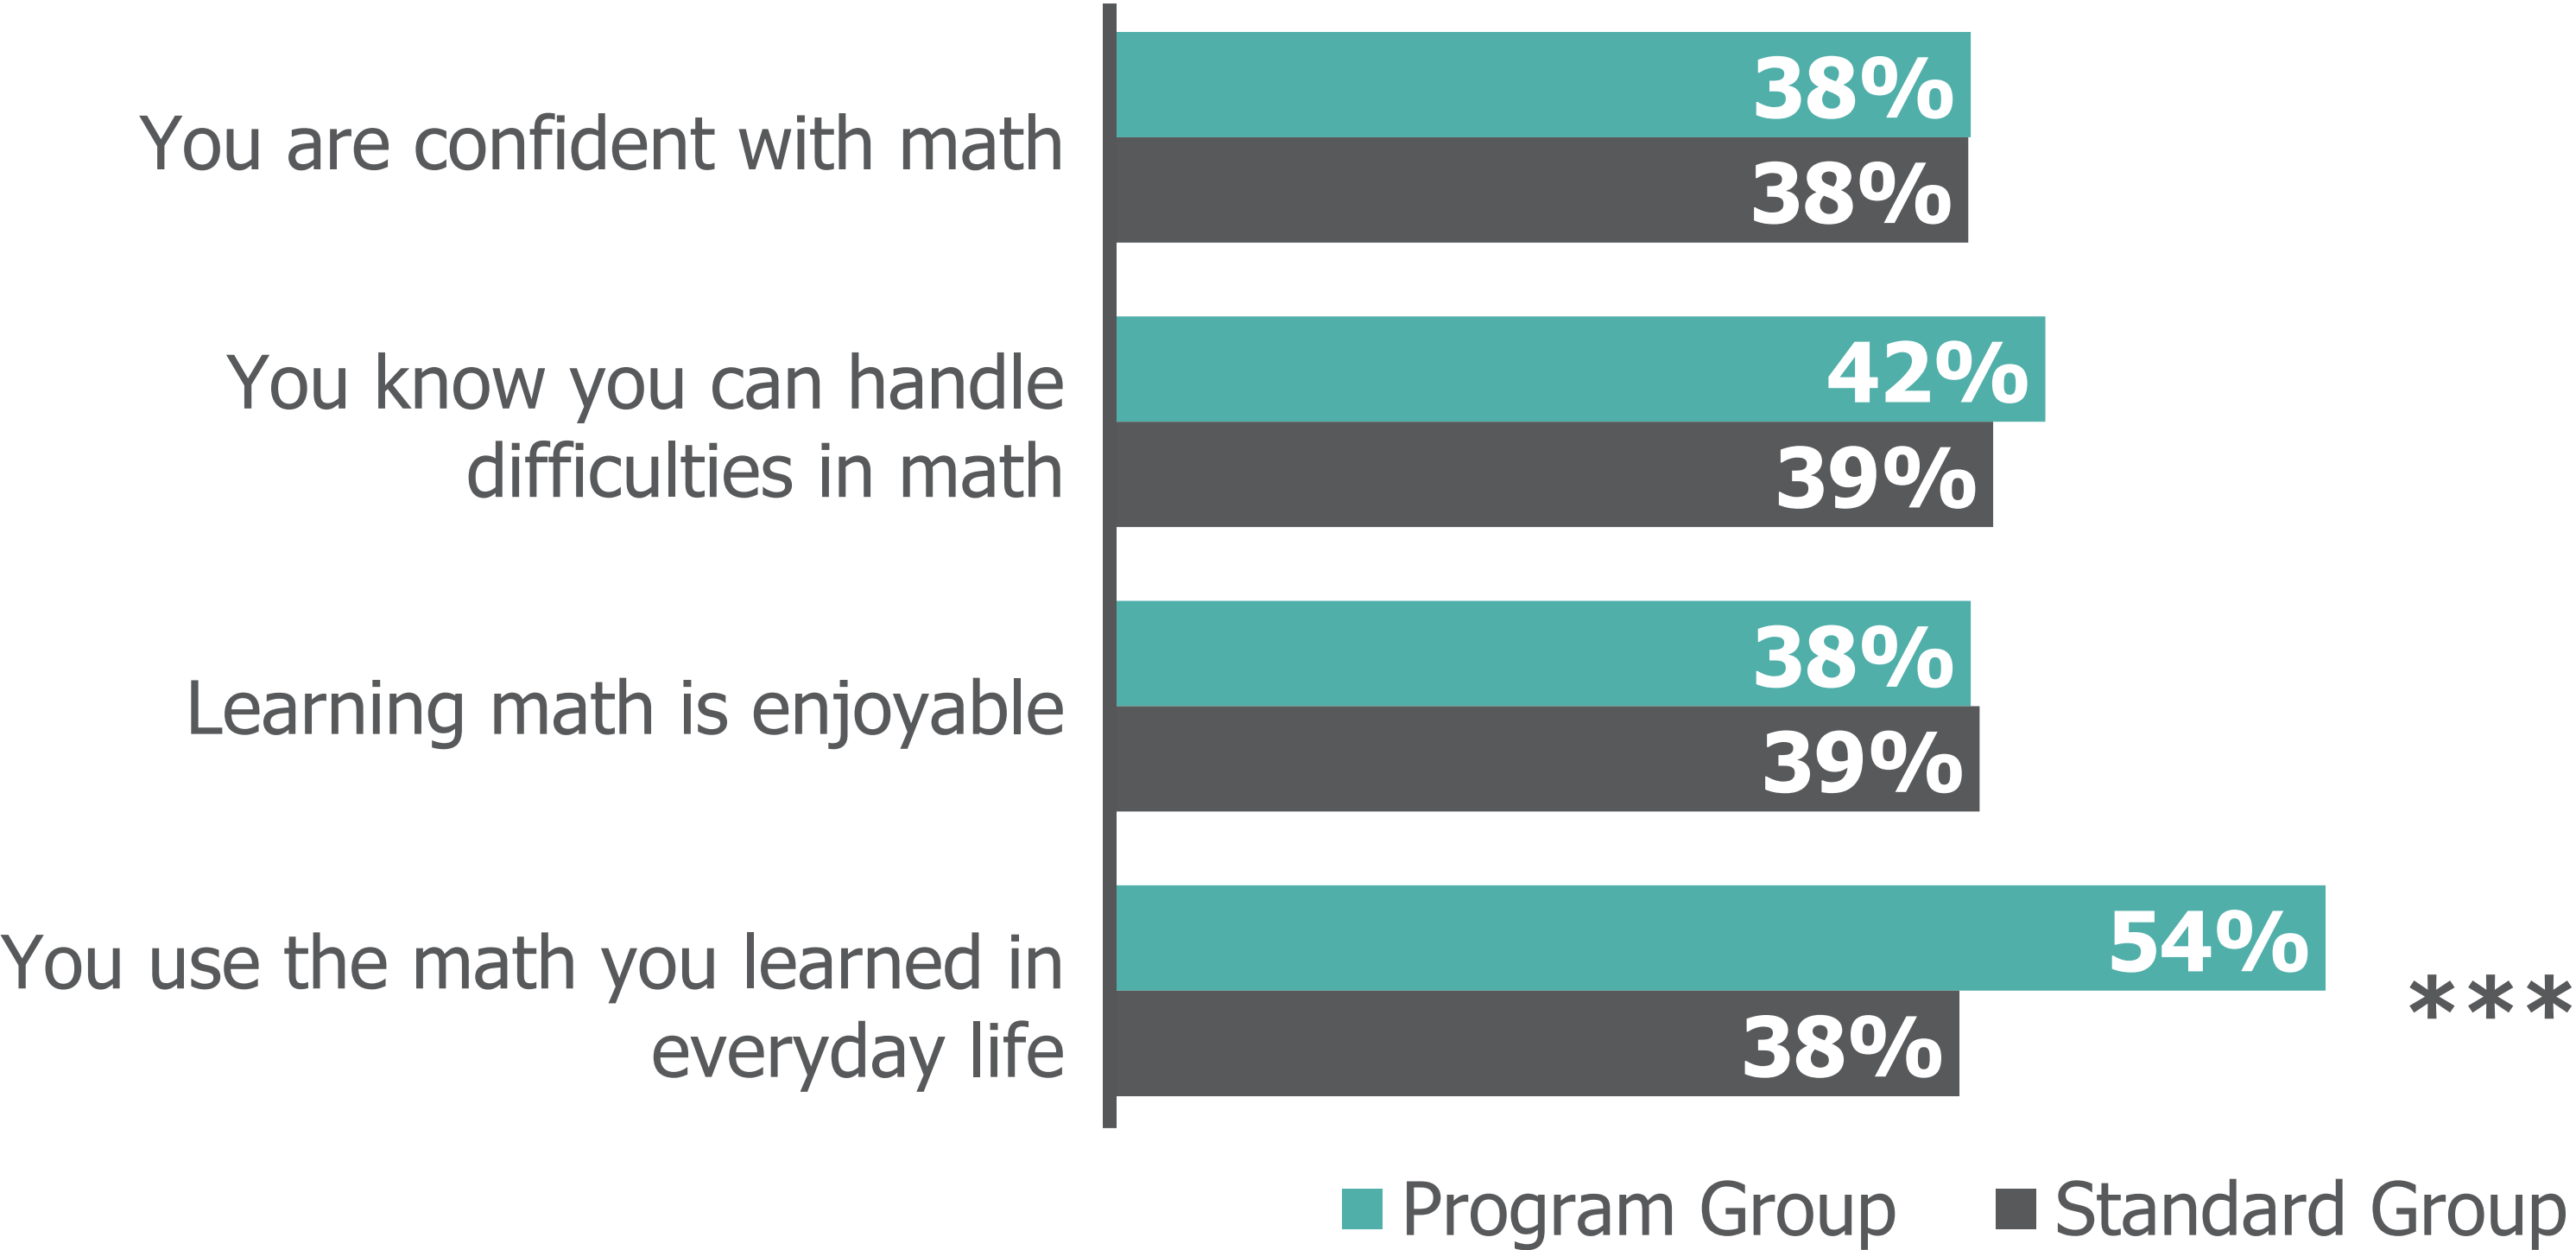 You are confident with math
38%
38%
You know you can handle
difficulties in math
42%
39%
Learning math is enjoyable
38%
39%
You use the math you learned in
everyday life
54%
38%
***
Program Group
Standard Group